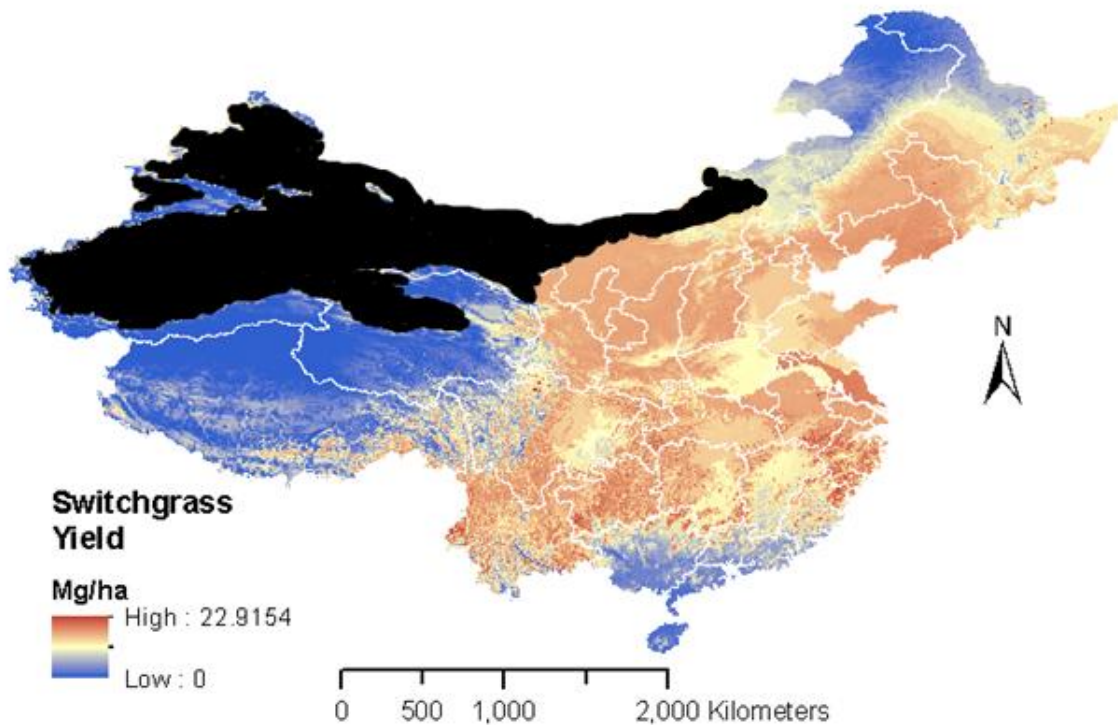 N
Switchgrass
Yield
Mg/ha
High : 22.9154
Low : 0
0 500 1,000 2,000 Kilometers